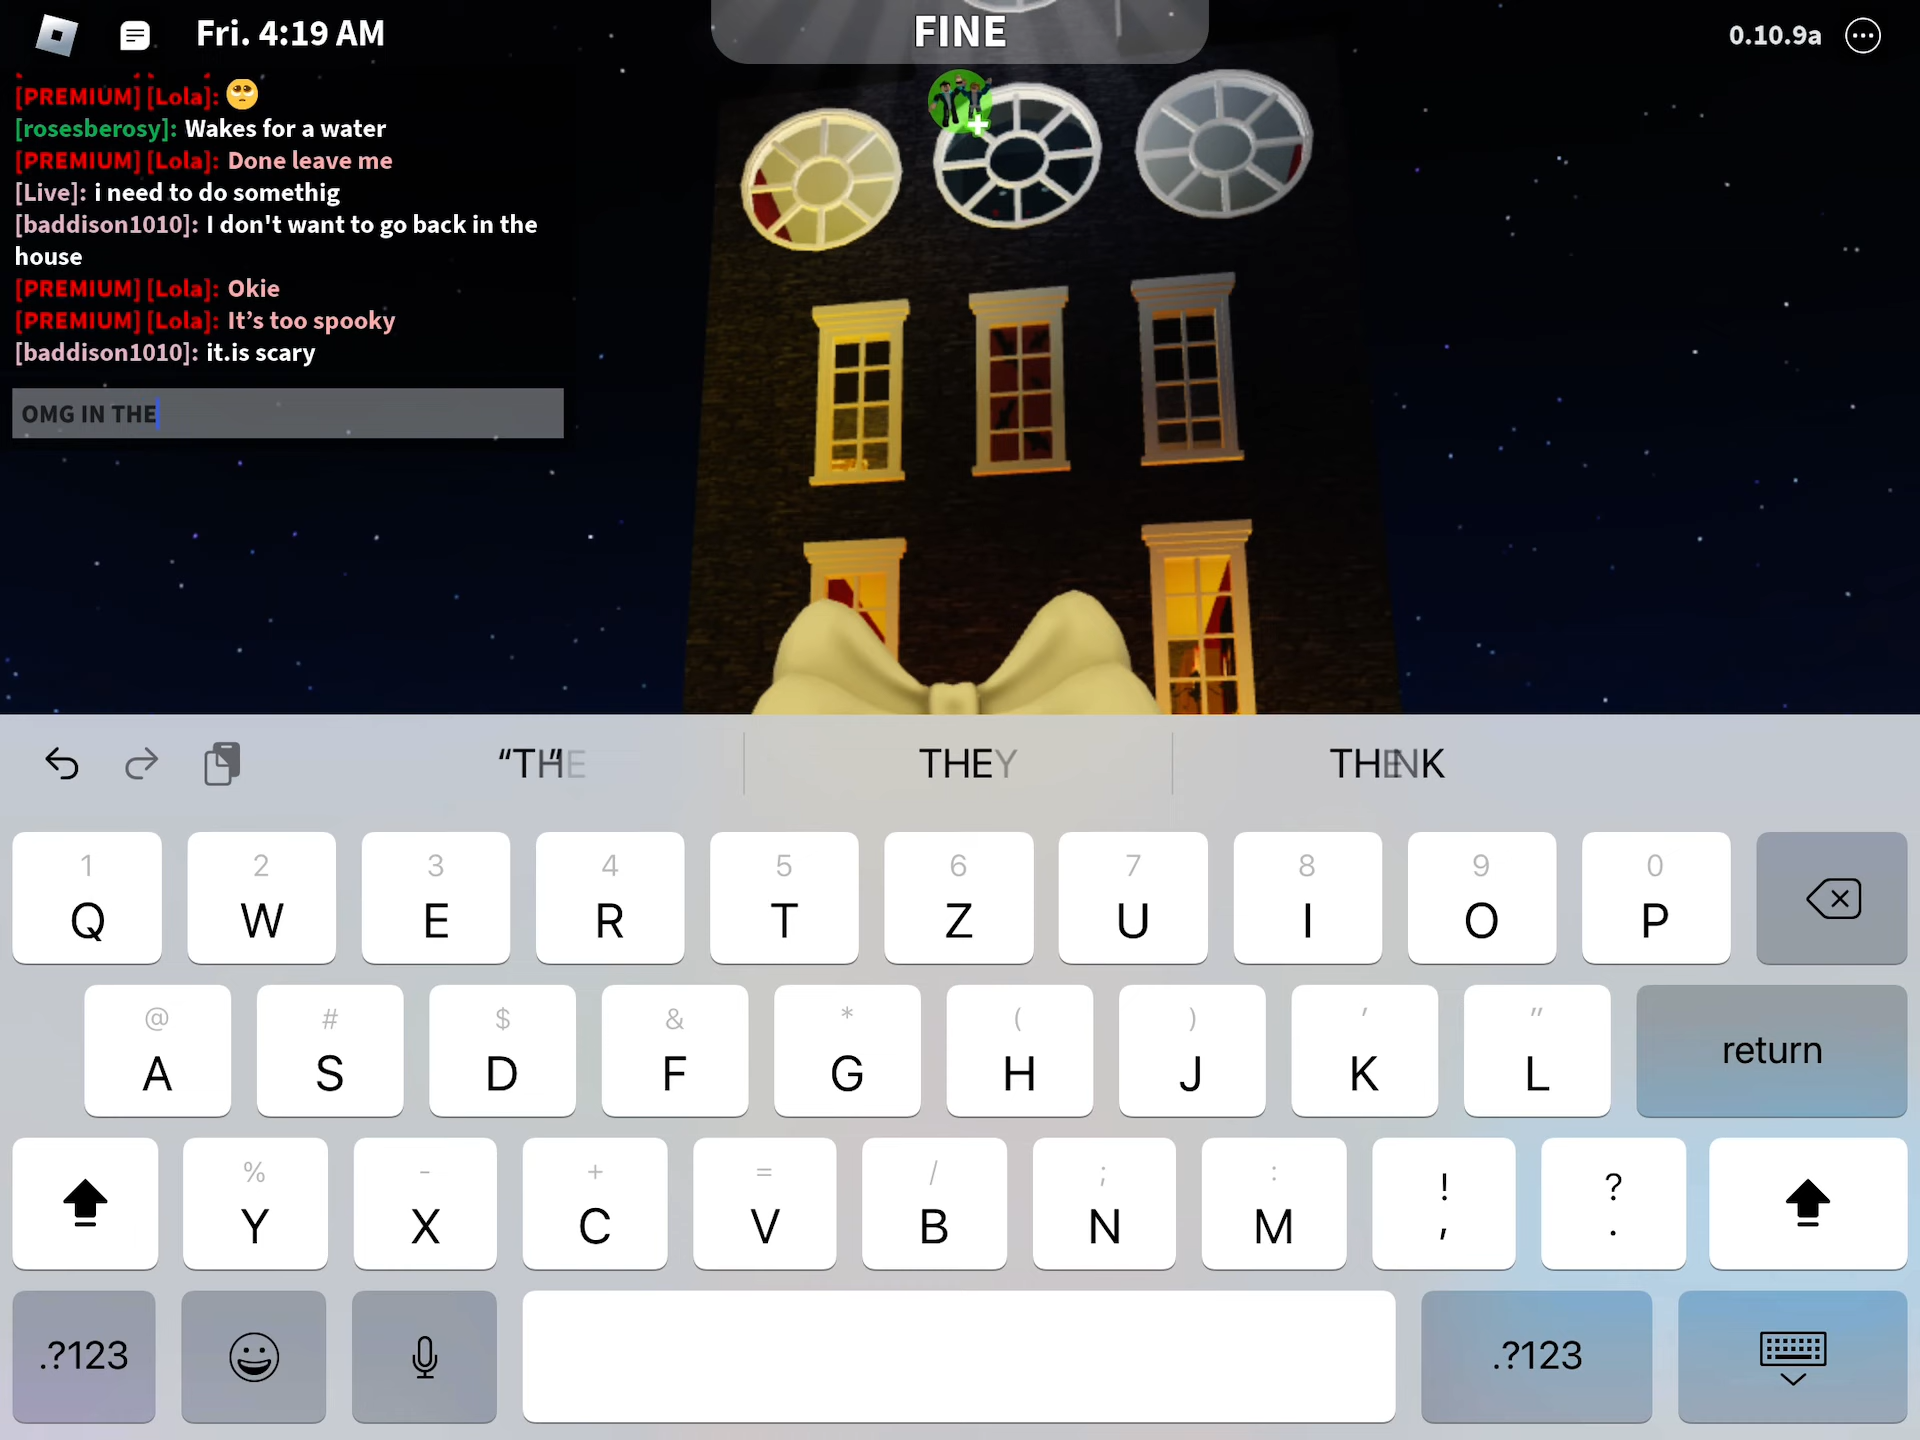 Fri. 4:19 AM
FINE
0.10.9a
[PREMIUM] [Lola]: 🥺
[rosesberosy]: Wakes for a water
[PREMIUM] [Lola]: Done leave me
[Live]: i need to do somethig
[baddison1010]: I don't want to go back in the
house
[PREMIUM] [Lola]: Okie
[PREMIUM] [Lola]: It’s too spooky
[baddison1010]: it.is scary
OMG IN THE
THEY
1 2 3 4 5 6 7 8 9 0
Q W E R T Z U I O P
@ # $ & * ( ) ′ ″
A S D F G H J K L return
% - + = / ; : ! ?
Y X C V B N M , .
.?123 .?123